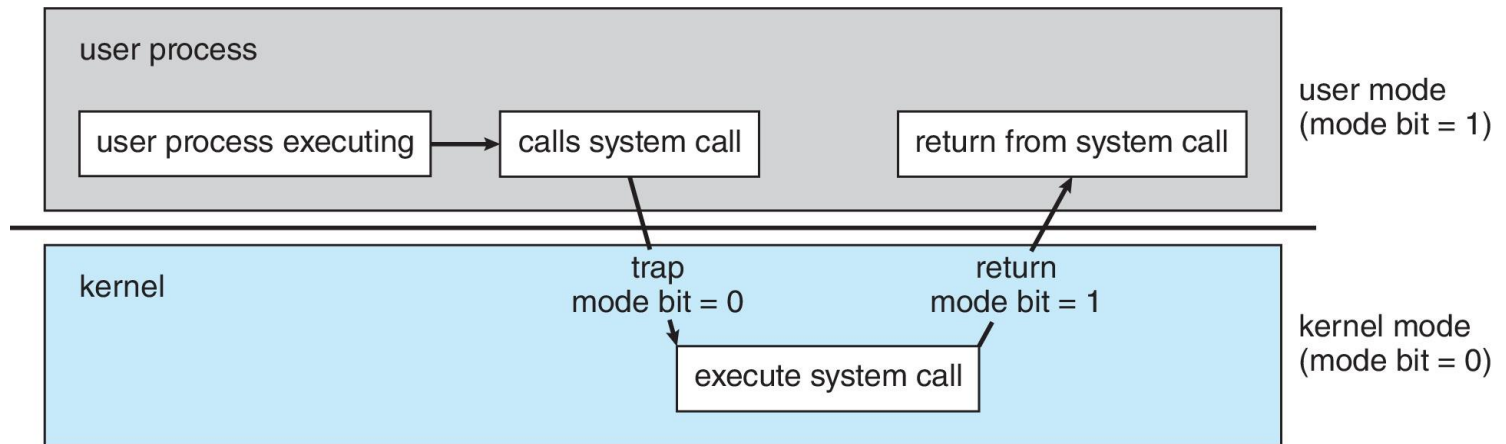 user process
user process executing
calls system call
return from system call
user mode
(mode bit = 1)
kernel
trap
mode bit = 0
return
mode bit = 1
execute system call
kernel mode
(mode bit = 0)